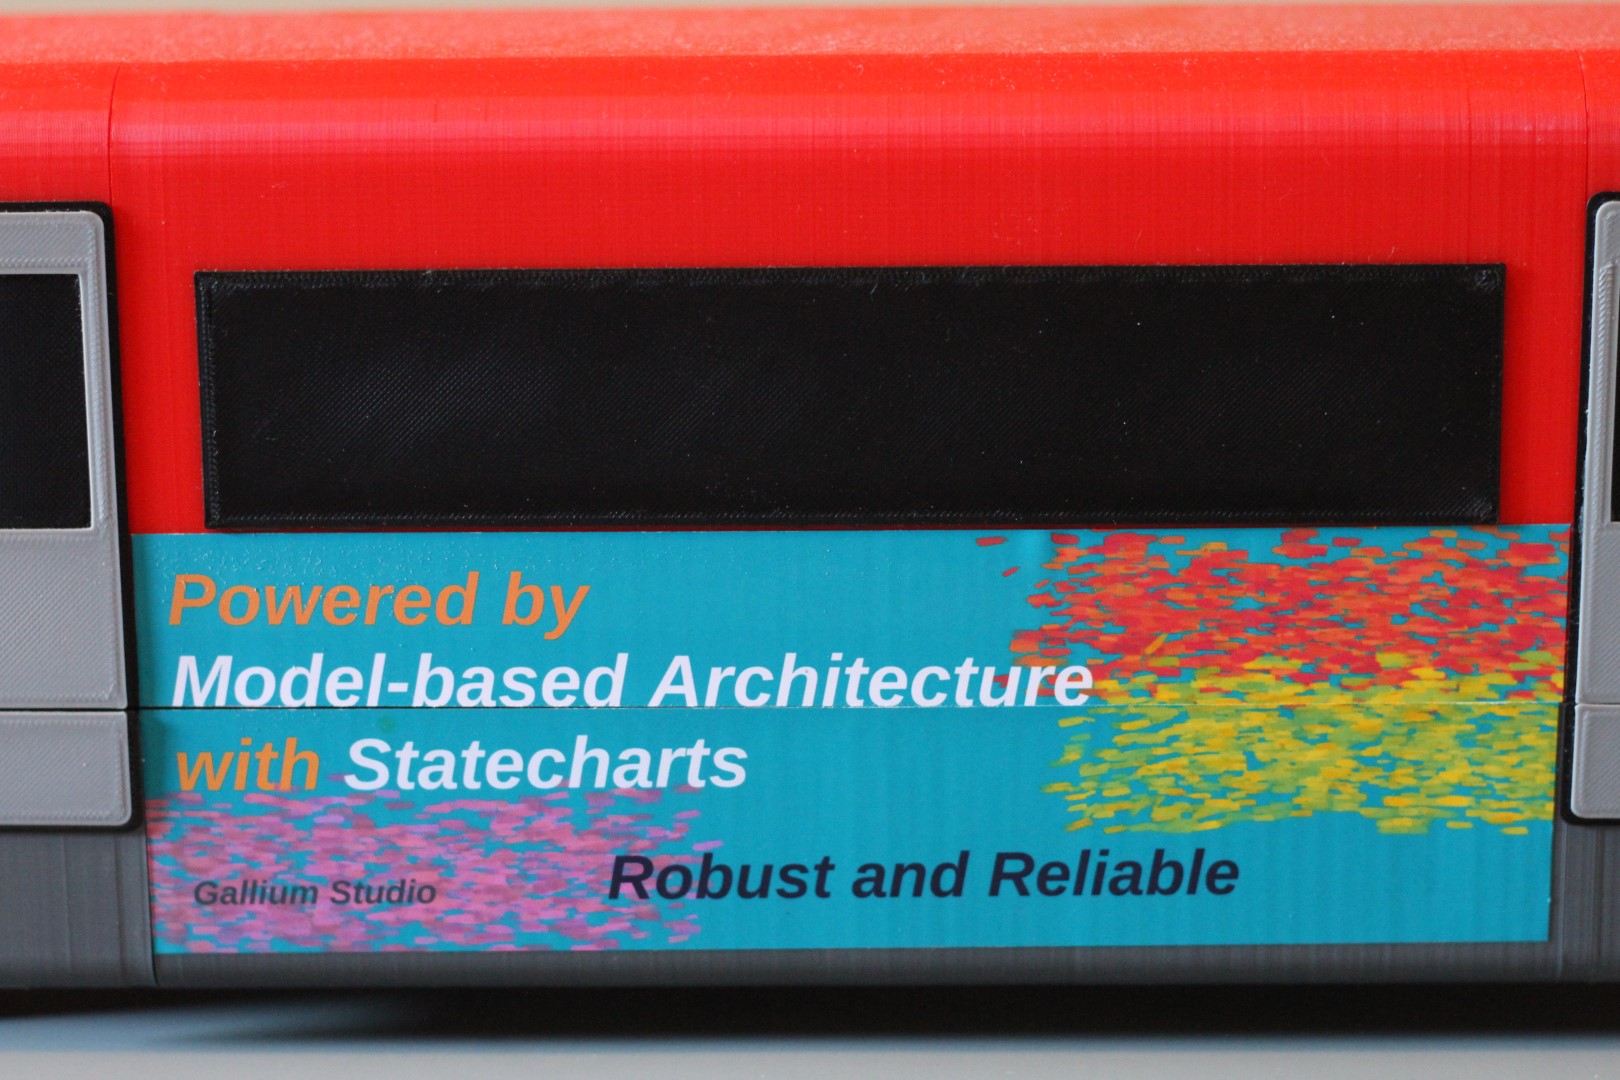 Powered by
Model-based Architecture
with Statecharts
Robust and Reliable
Gallium Studio